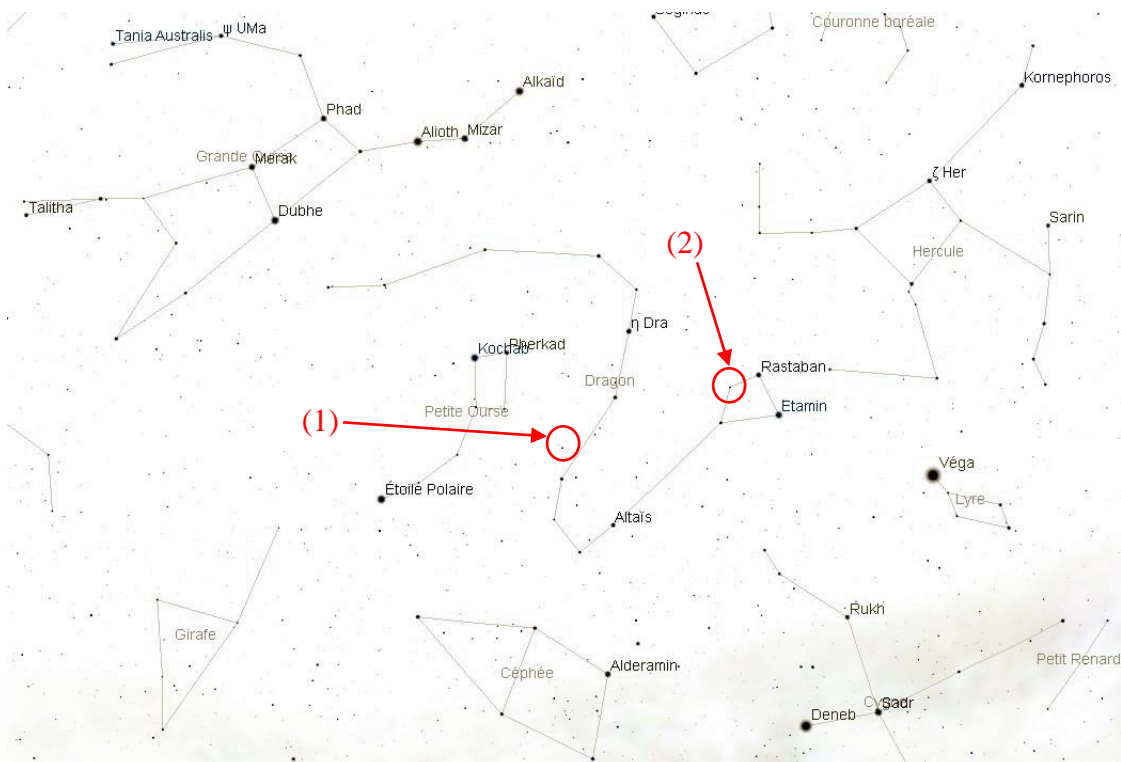 Couronne boréale
Tania Australis
ψ UMa
Kornephoros
Alkaïd
Phad
Alioth
Mizar
Grande Ourse
Merak
ζ Her
Talitha
Dubhe
Sarin
(2)
Hercule
η Dra
Pherkad
Kochab
Rastaban
Dragon
Etamin
Petite Ourse
(1)
Véga
Étoile Polaire
Lyre
Altaïs
Rukh
Girafe
Petit Renard
Céphée
Alderamin
Sadr
Deneb